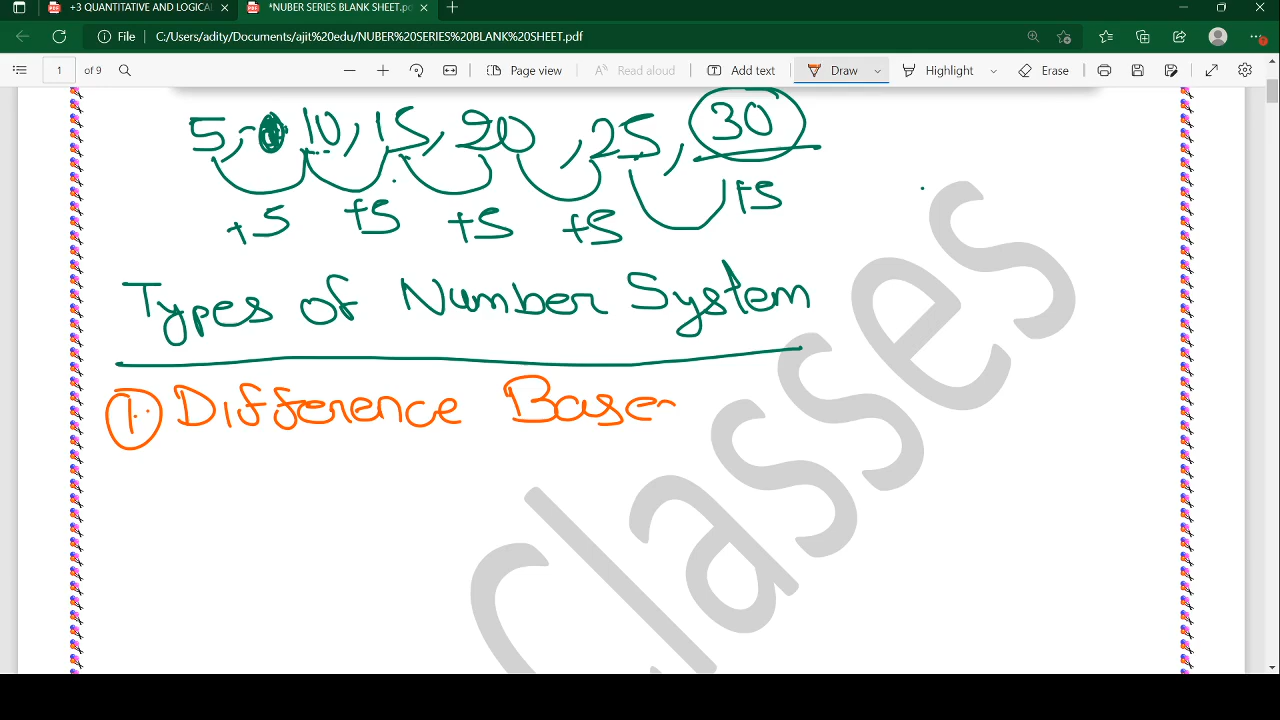 +3 QUANTITATIVE AND LOGICAL
*NUBER SERIES BLANK SHEET.pd
File C:/Users/adity/Documents/ajit%20edu/NUBER%20SERIES%20BLANK%20SHEET.pdf
1 of 9 Page view Read aloud Add text Draw Highlight Erase
5, 10, 15, 20, 25, 30
+5 +5 +5 +5 +5
Types of Number System
1. Difference Base
Classes